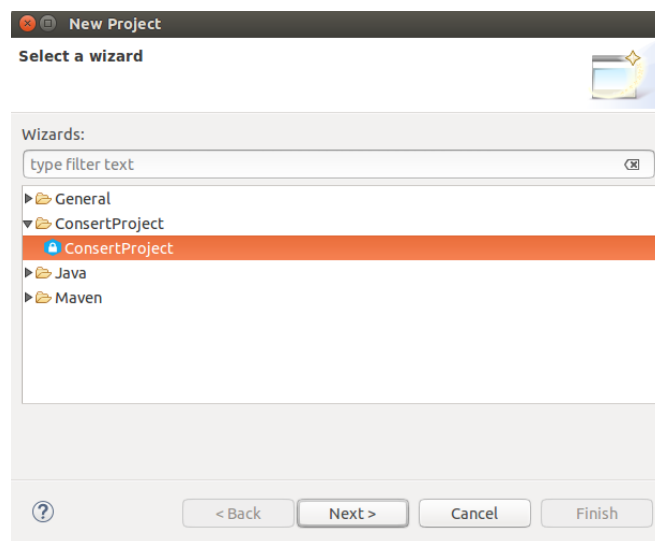 New Project
Select a wizard
Wizards:
type filter text
General
ConsertProject
ConsertProject
Java
Maven
? < Back Next > Cancel Finish